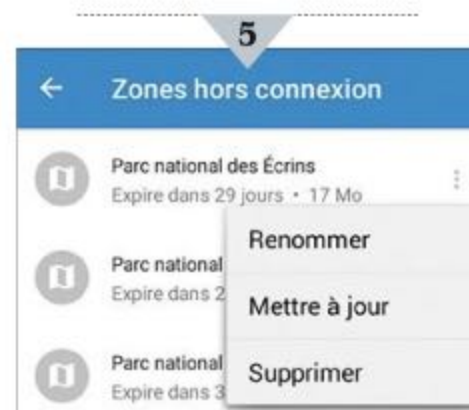 5
← Zones hors connexion
Parc national des Écrins
Expire dans 29 jours • 17 Mo
Renommer
Parc national
Expire dans 2
Mettre à jour
Parc national
Supprimer
Expire dans 3